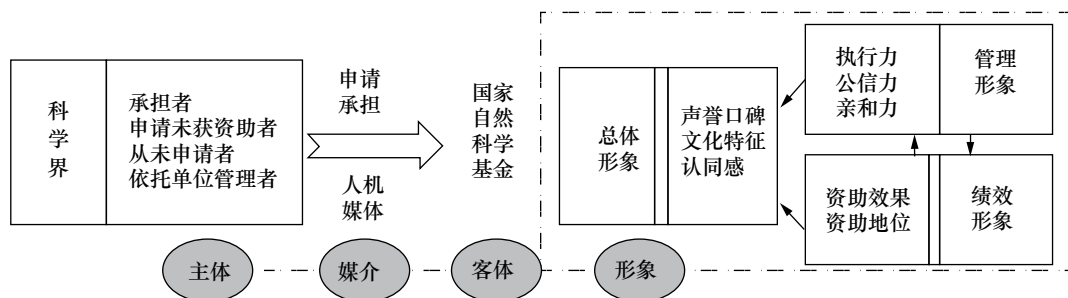 科
学
界
承担者
申请未获资助者
从未申请者
依托单位管理者
申请
承担
人机
媒体
国家
自然
科学
基金
总体
形象
声誉口碑
文化特征
认同感
执行力
公信力
亲和力
管理
形象
资助效果
资助地位
绩效
形象
主体
媒介
客体
形象